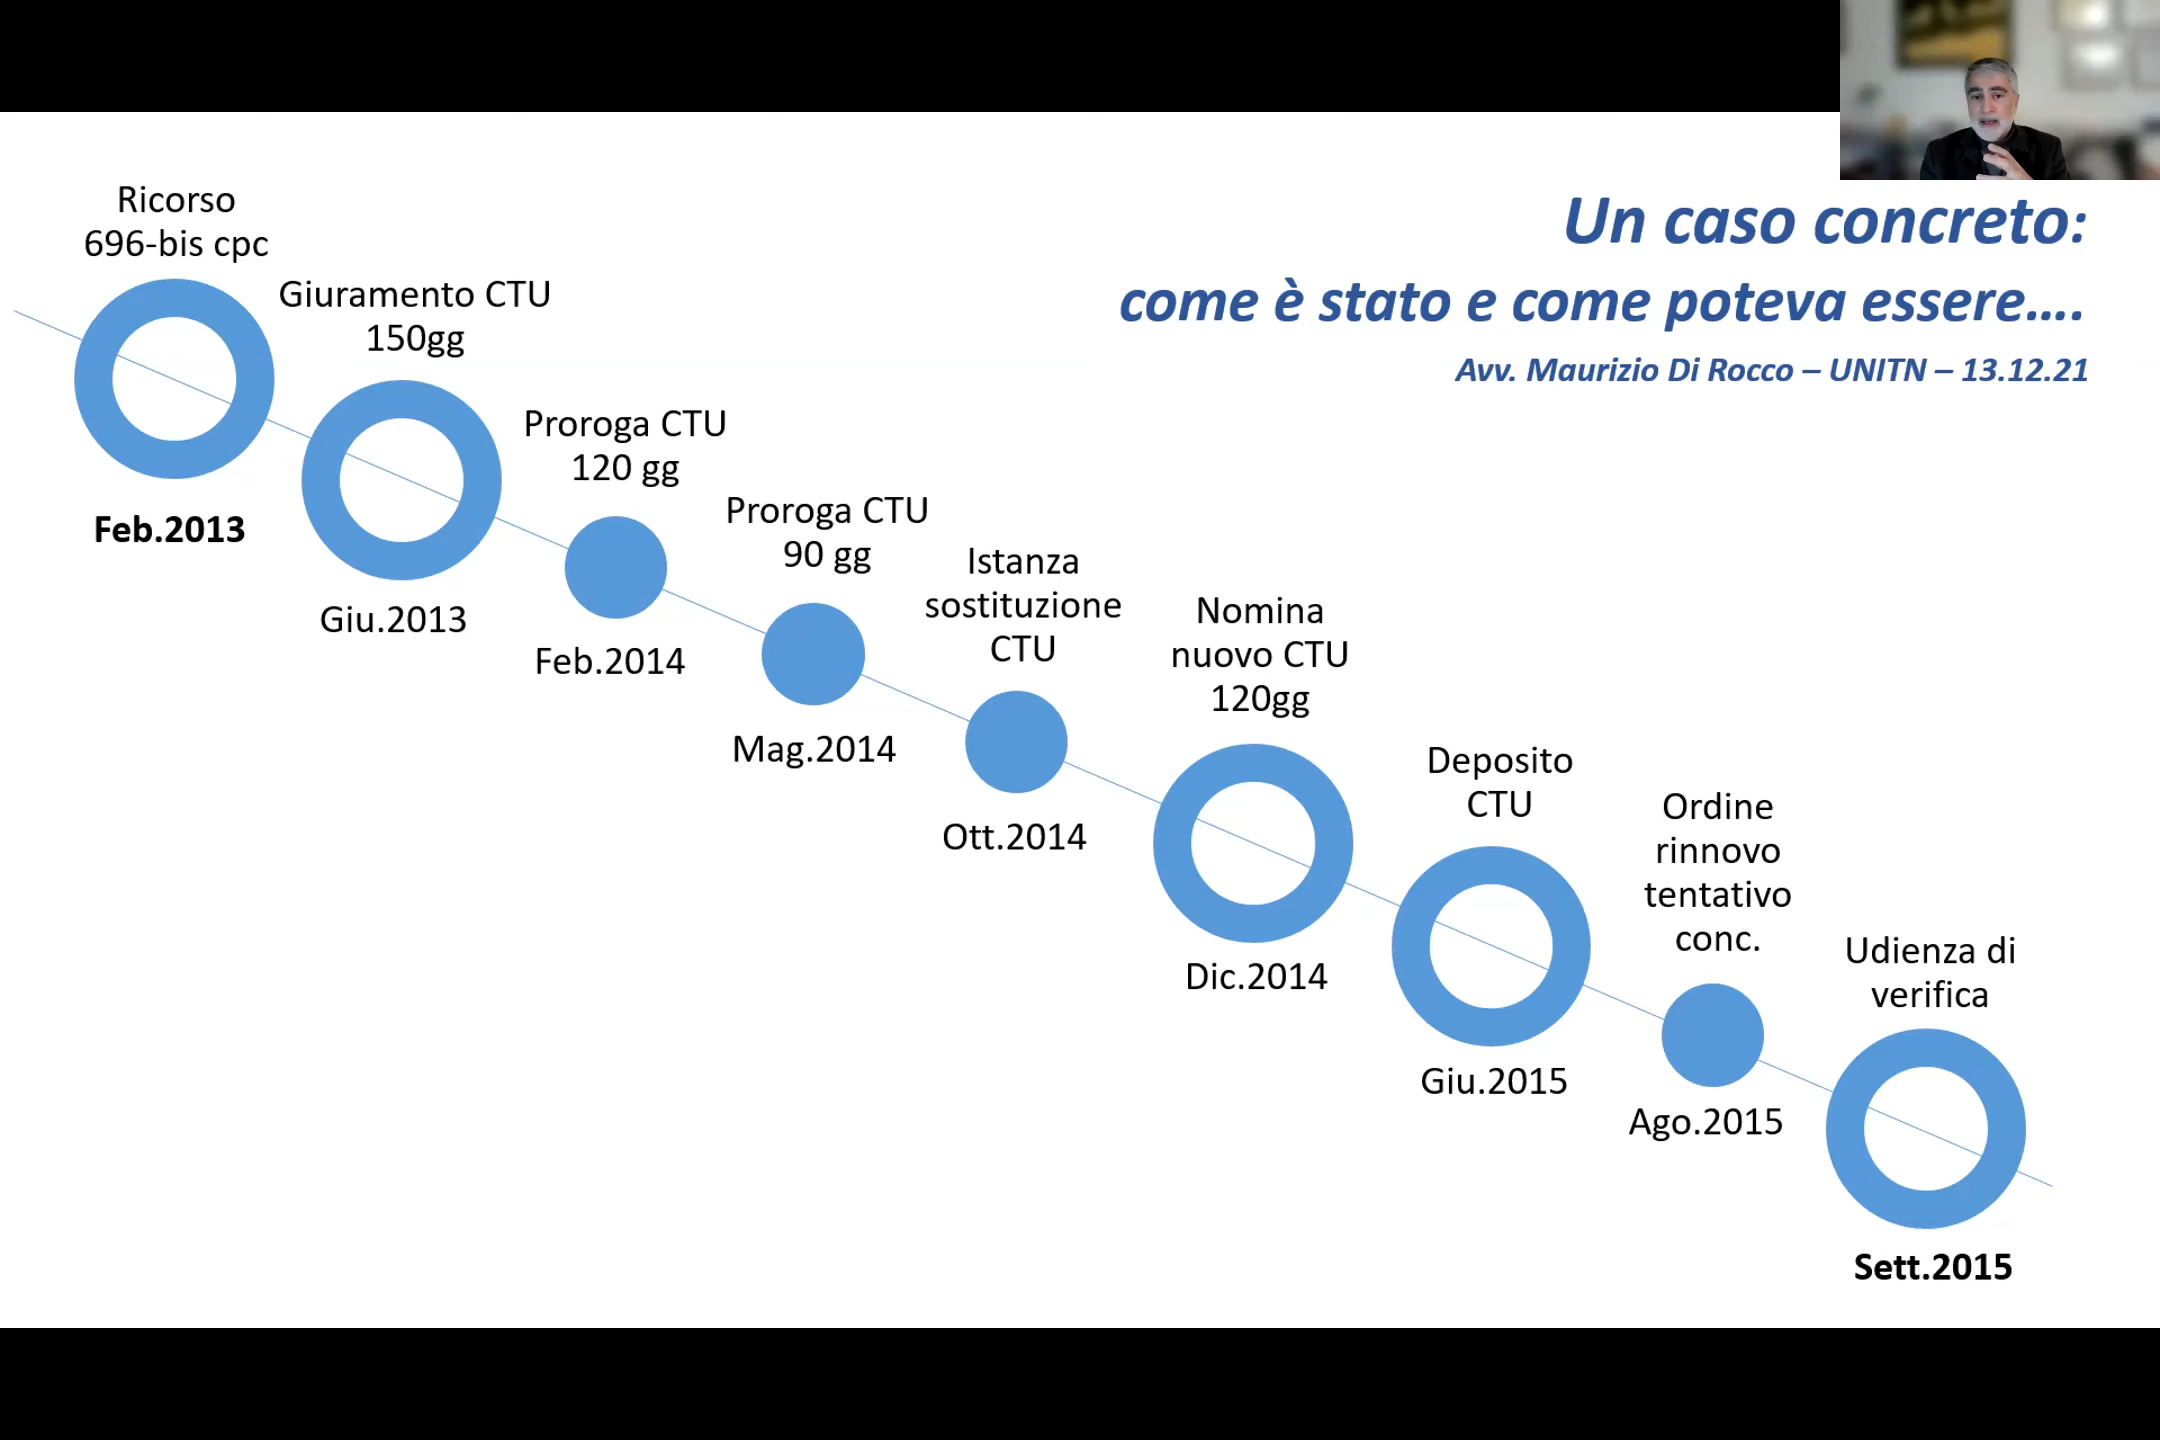 Un caso concreto:
come è stato e come poteva essere....
Avv. Maurizio Di Rocco – UNITN – 13.12.21
Ricorso
696-bis cpc
Feb.2013
Giuramento CTU
150gg
Giu.2013
Proroga CTU
120 gg
Feb.2014
Proroga CTU
90 gg
Mag.2014
Istanza
sostituzione
CTU
Ott.2014
Nomina
nuovo CTU
120gg
Dic.2014
Deposito
CTU
Giu.2015
Ordine
rinnovo
tentativo
conc.
Ago.2015
Udienza di
verifica
Sett.2015